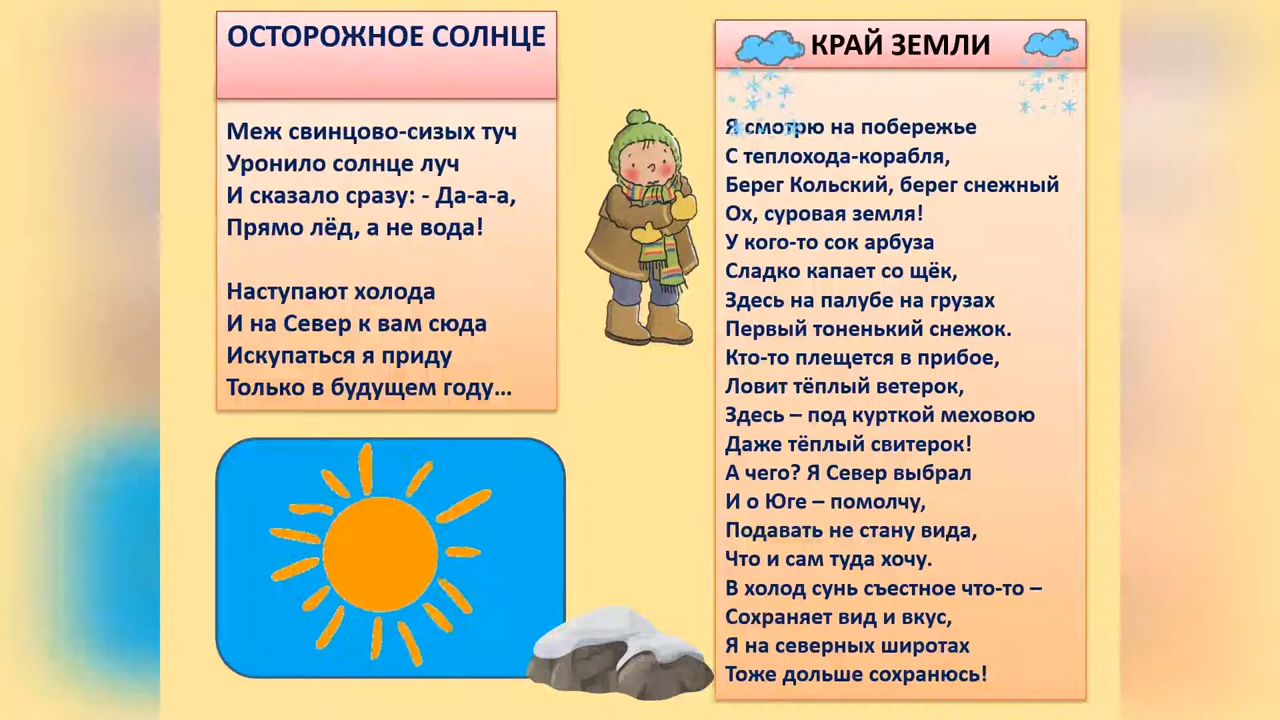 ОСТОРОЖНОЕ СОЛНЦЕ
Меж свинцово-сизых туч
Уронило солнце луч
И сказало сразу: - Да-а-а,
Прямо лёд, а не вода!
Наступают холода
И на Север к вам сюда
Искупаться я приду
Только в будущем году...
КРАЙ ЗЕМЛИ
Я смотрю на побережье
С теплохода-корабля,
Берег Кольский, берег снежный
Ох, суровая земля!
У кого-то сок арбуза
Сладко капает со щёк,
Здесь на палубе на грузах
Первый тоненький снежок.
Кто-то плещется в прибое,
Ловит тёплый ветерок,
Здесь – под курткой меховою
Даже тёплый свитерок!
А чего? Я Север выбрал
И о Юге – помолчу,
Подавать не стану вида,
Что и сам туда хочу.
В холод сунь съестное что-то –
Сохраняет вид и вкус,
Я на северных широтах
Тоже дольше сохранюсь!